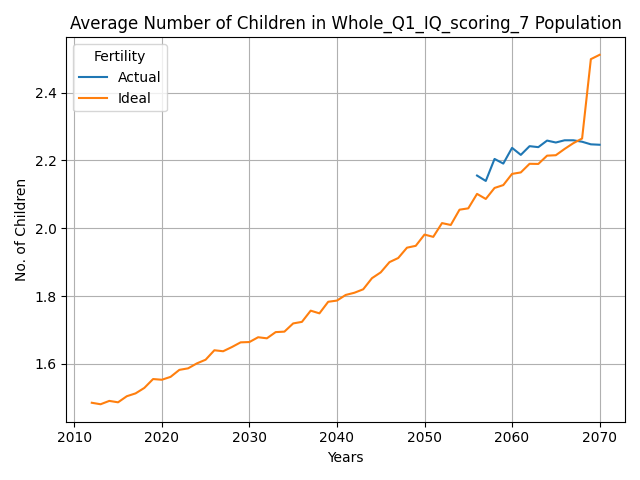 Average Number of Children in Whole_Q1_IQ_scoring_7 Population
Fertility
Actual
Ideal
No. of Children
2.4
2.2
2.0
1.8
1.6
2010 2020 2030 2040 2050 2060 2070
Years